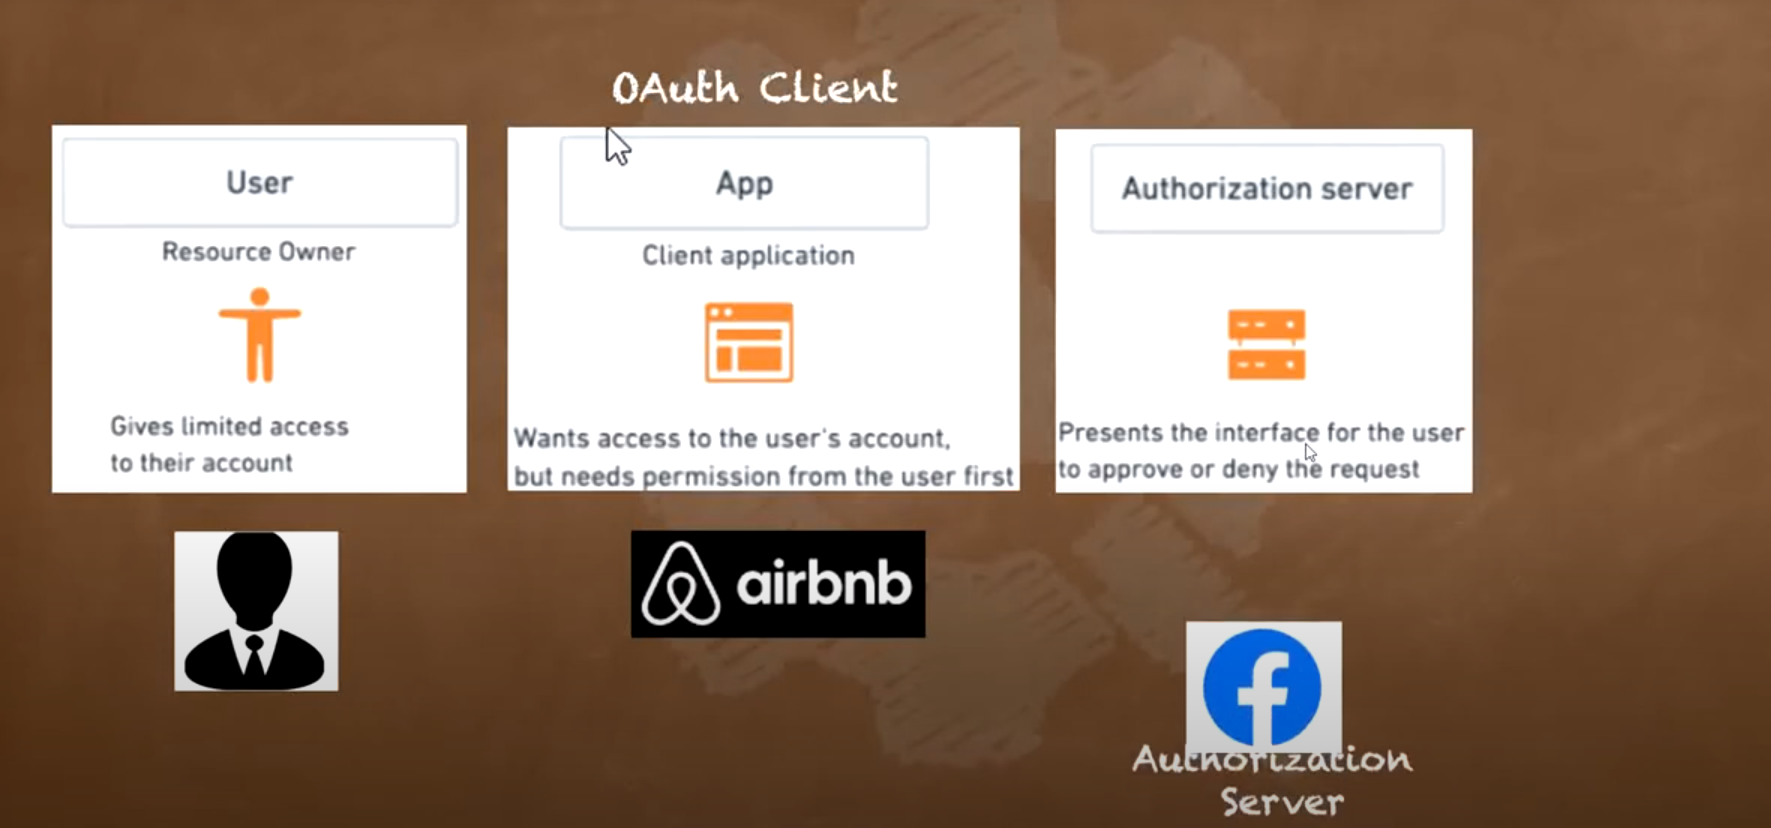 OAuth Client
User
Resource Owner
Gives limited access
to their account
App
Client application
Wants access to the user's account,
but needs permission from the user first
airbnb
Authorization server
Presents the interface for the user
to approve or deny the request
f
Authorization
Server